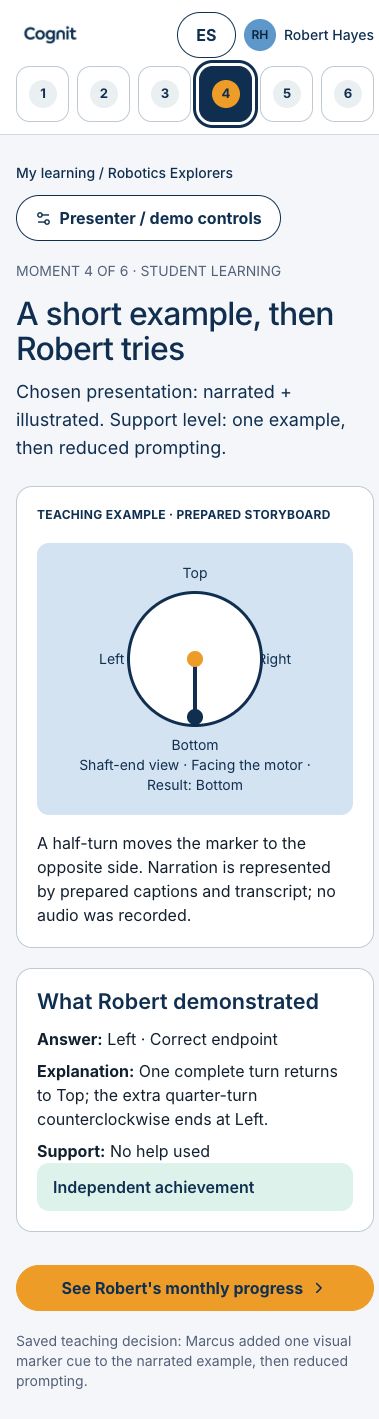 Cognit
ES
RH
Robert Hayes
1
2
3
4
5
6
My learning / Robotics Explorers
Presenter / demo controls
MOMENT 4 OF 6 · STUDENT LEARNING
A short example, then
Robert tries
Chosen presentation: narrated +
illustrated. Support level: one example,
then reduced prompting.
TEACHING EXAMPLE · PREPARED STORYBOARD
Top
Left
Right
Bottom
Shaft-end view · Facing the motor ·
Result: Bottom
A half-turn moves the marker to the
opposite side. Narration is represented
by prepared captions and transcript; no
audio was recorded.
What Robert demonstrated
Answer: Left · Correct endpoint
Explanation: One complete turn returns
to Top; the extra quarter-turn
counterclockwise ends at Left.
Support: No help used
Independent achievement
See Robert's monthly progress
Saved teaching decision: Marcus added one visual
marker cue to the narrated example, then reduced
prompting.